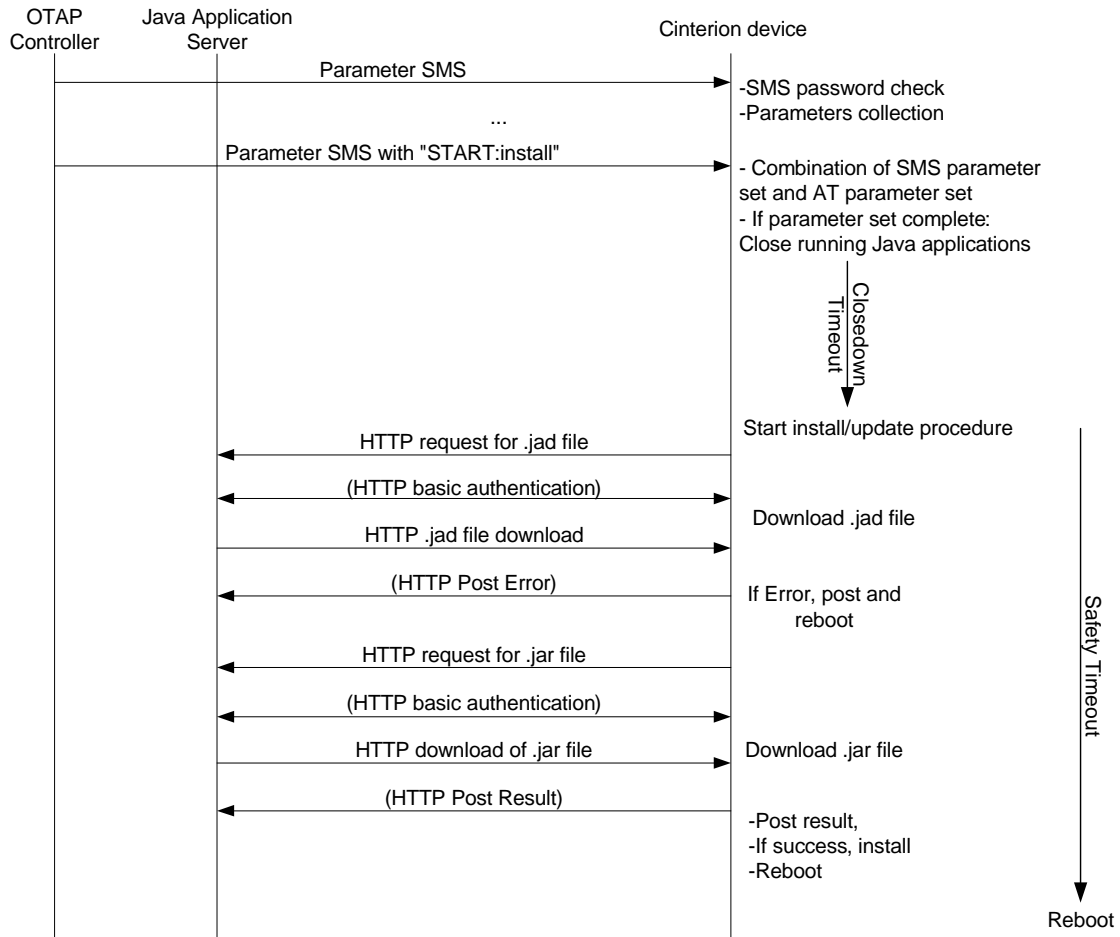 OTAP
Controller
Java Application
Server
Cinterion device
Parameter SMS
-SMS password check
-Parameters collection
...
Parameter SMS with "START:install"
- Combination of SMS parameter
set and AT parameter set
- If parameter set complete:
Close running Java applications
Closedown
Timeout
Start install/update procedure
HTTP request for .jad file
(HTTP basic authentication)
Download .jad file
HTTP .jad file download
(HTTP Post Error)
If Error, post and
reboot
Safety Timeout
HTTP request for .jar file
(HTTP basic authentication)
HTTP download of .jar file
Download .jar file
(HTTP Post Result)
-Post result,
-If success, install
-Reboot
Reboot